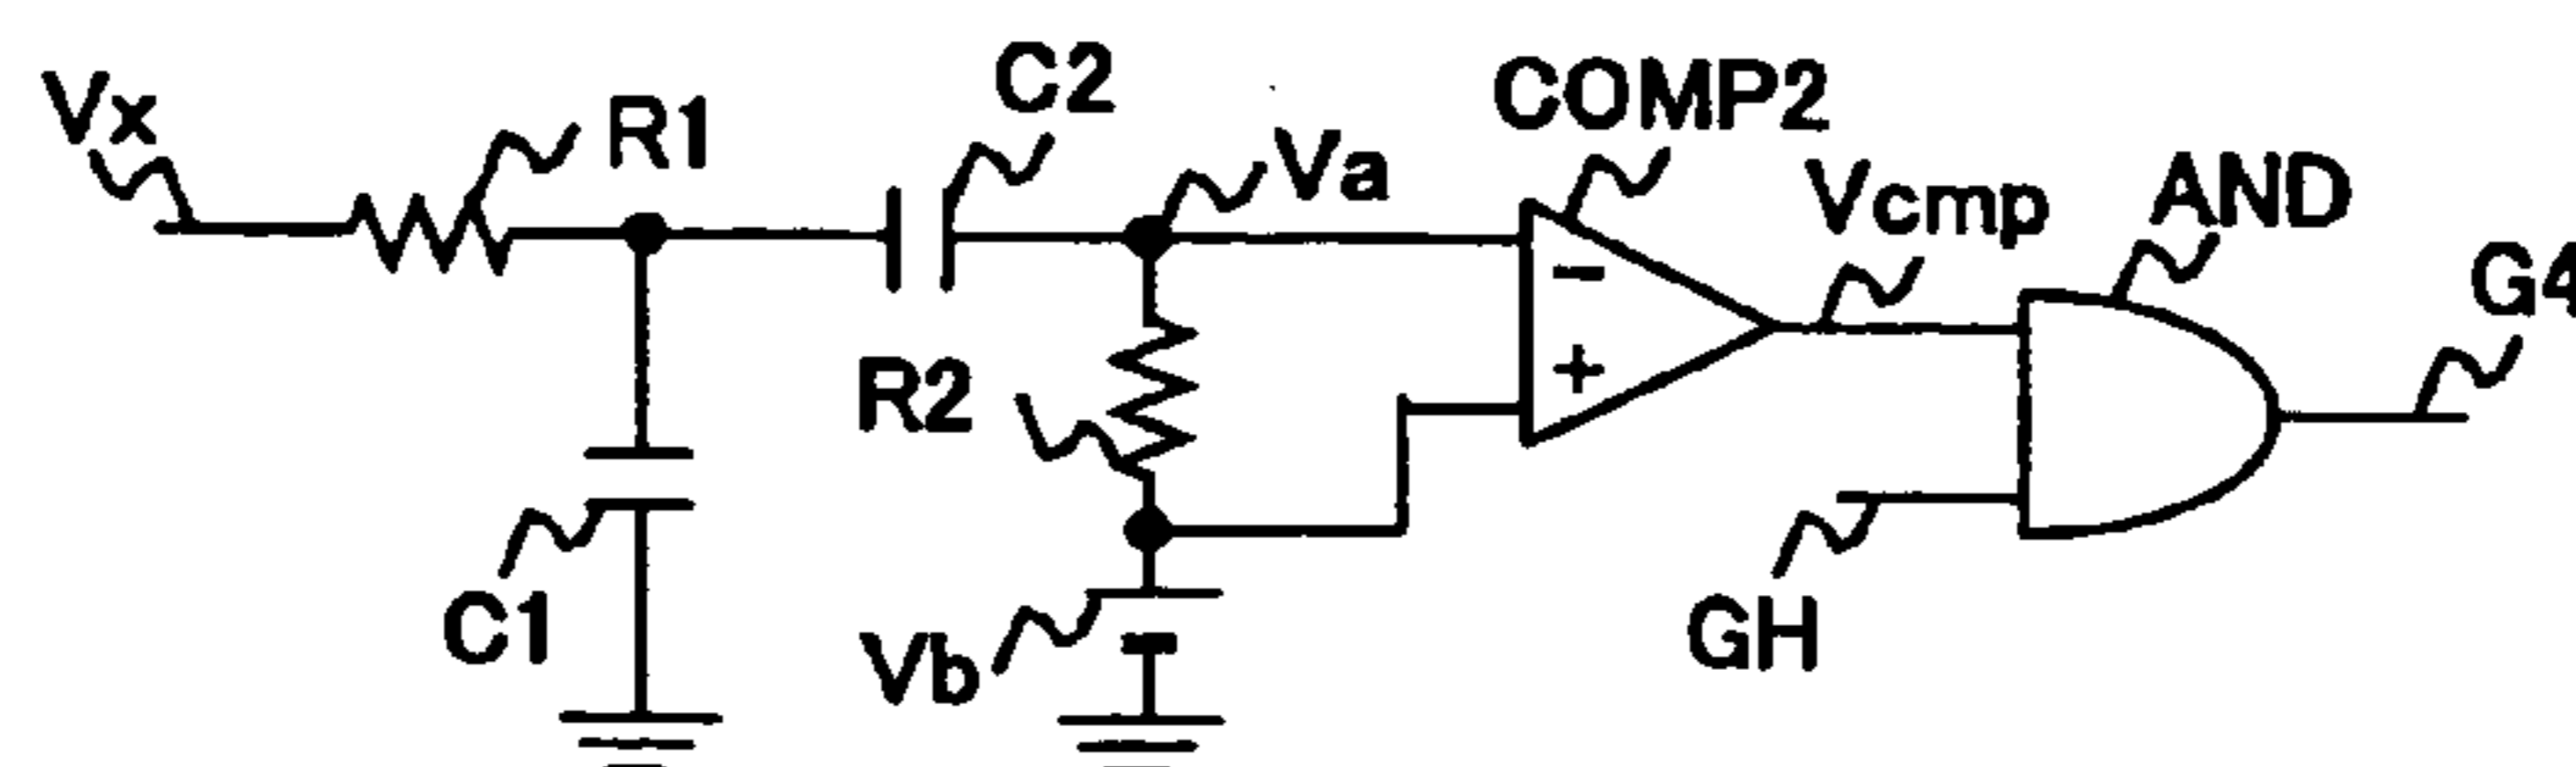 Vx
R1
C2
Va
COMP2
Vcmp
AND
G4
R2
C1
Vb
GH
−
+